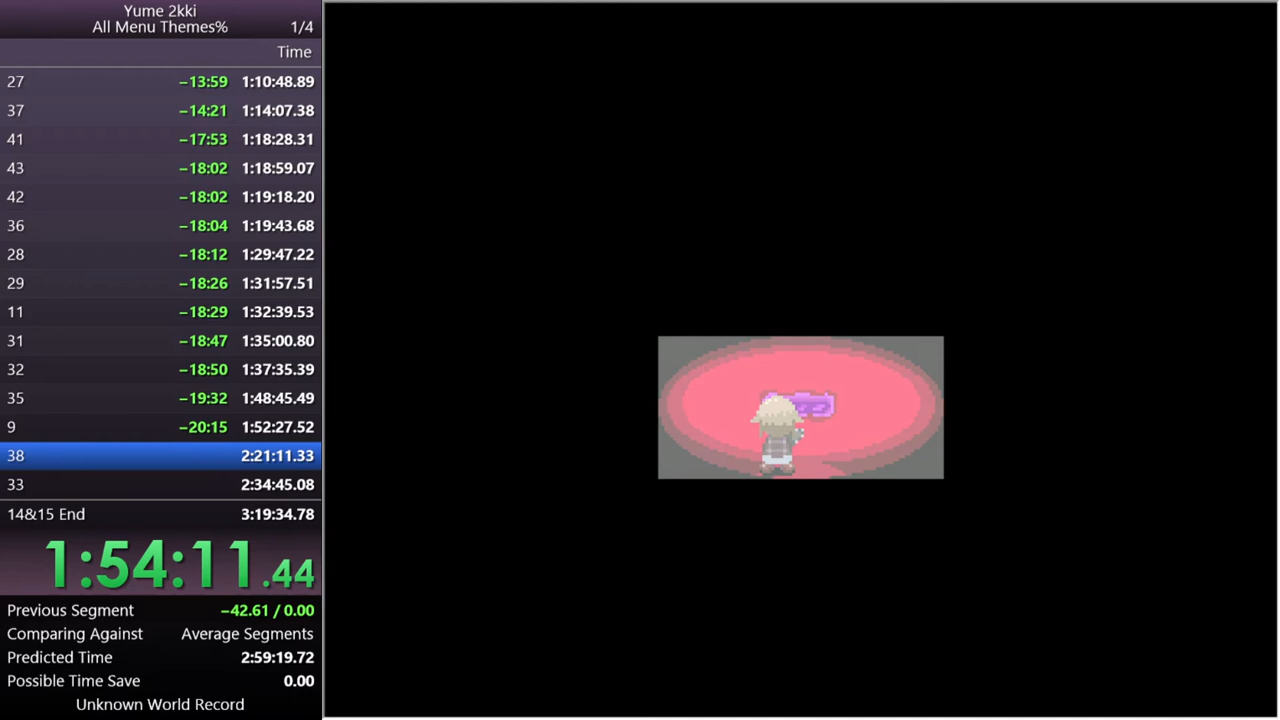 Yume 2kki
All Menu Themes% 1/4
Time
27 −13:59 1:10:48.89
37 −14:21 1:14:07.38
41 −17:53 1:18:28.31
43 −18:02 1:18:59.07
42 −18:02 1:19:18.20
36 −18:04 1:19:43.68
28 −18:12 1:29:47.22
29 −18:26 1:31:57.51
11 −18:29 1:32:39.53
31 −18:47 1:35:00.80
32 −18:50 1:37:35.39
35 −19:32 1:48:45.49
9 −20:15 1:52:27.52
38 2:21:11.33
33 2:34:45.08
14&15 End 3:19:34.78
1:54:11.44
Previous Segment −42.61 / 0.00
Comparing Against Average Segments
Predicted Time 2:59:19.72
Possible Time Save 0.00
Unknown World Record